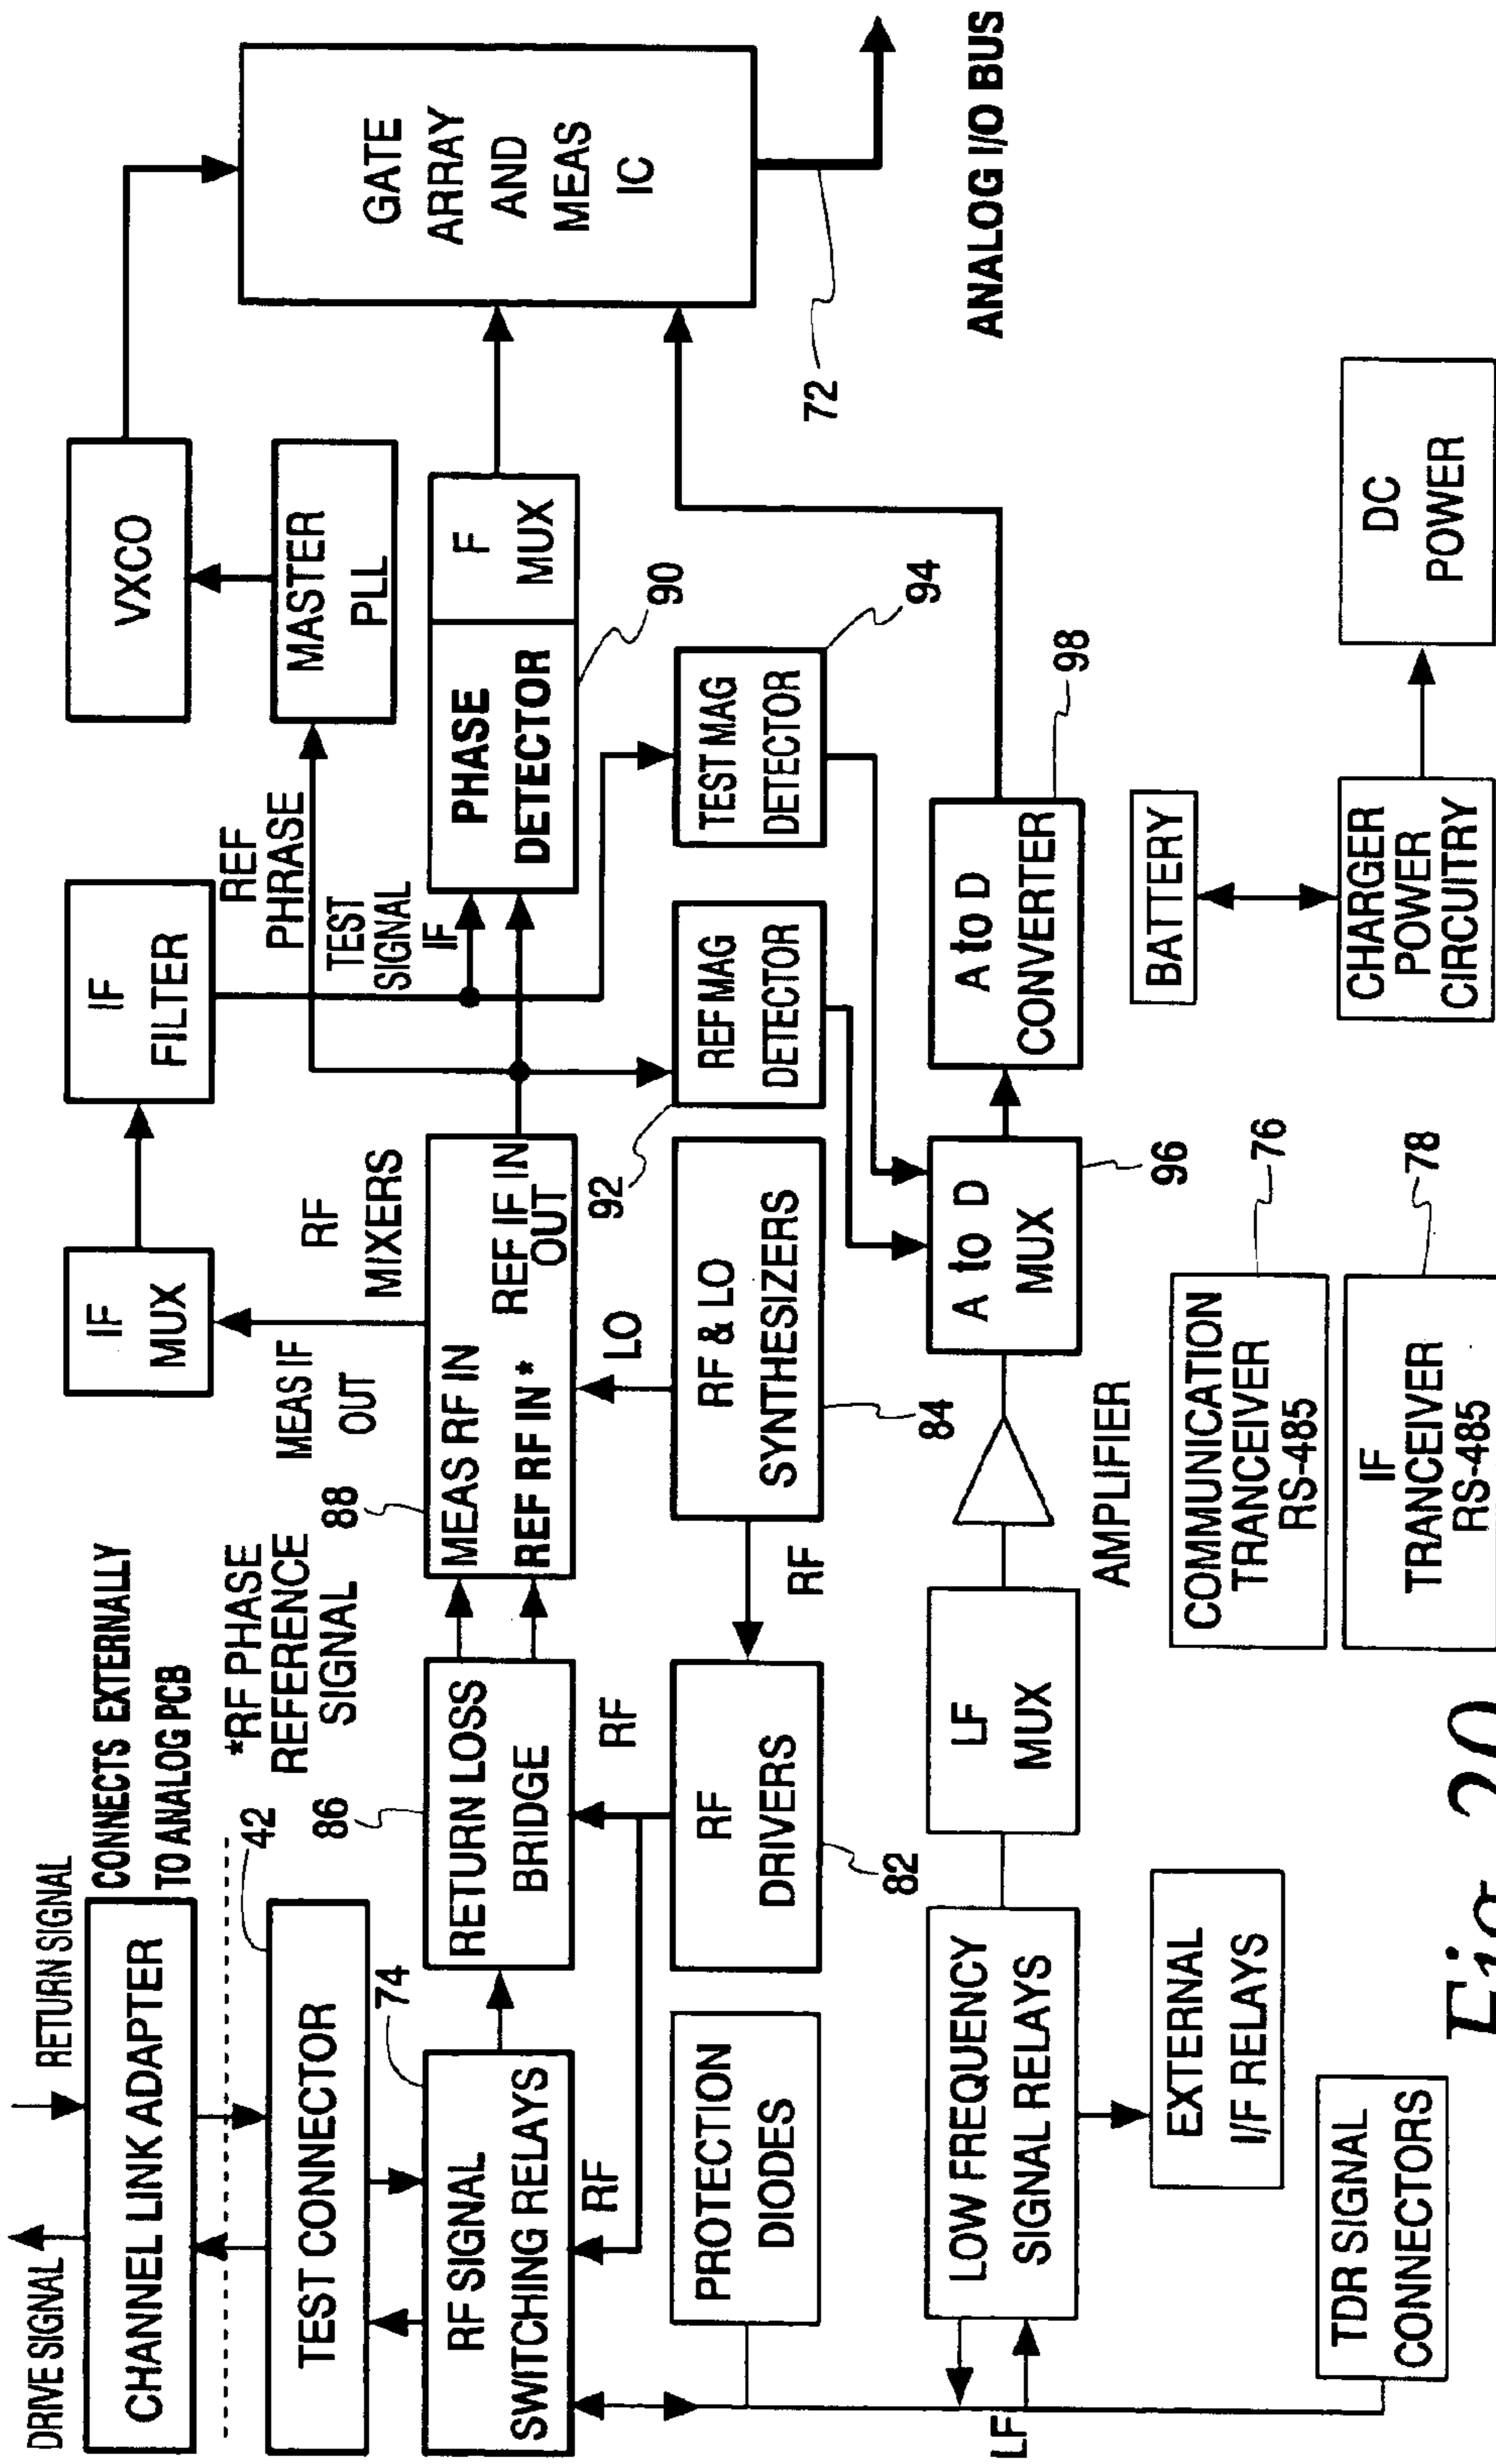 DRIVE SIGNAL
RETURN SIGNAL
CHANNEL LINK ADAPTER
CONNECTS EXTERNALLY
TO ANALOG PCB
42
TEST CONNECTOR
*RF PHASE
REFERENCE
SIGNAL
74
RF SIGNAL
SWITCHING RELAYS
86
RETURN LOSS
BRIDGE
88
MEAS RF IN
REF RF IN *
REF IF IN
OUT
RF
MIXERS
MEAS IF
OUT
IF
MUX
IF
FILTER
REF
PHRASE
TEST
SIGNAL
IF
VXCO
MASTER
PLL
PHASE
DETECTOR
F
MUX
90
GATE
ARRAY
AND
MEAS
IC
72
ANALOG I/O BUS
RF
RF
PROTECTION
DIODES
RF
DRIVERS
82
RF
RF & LO
SYNTHESIZERS
84
LO
92
REF MAG
DETECTOR
TEST MAG
DETECTOR
94
LF
LOW FREQUENCY
SIGNAL RELAYS
LF
MUX
AMPLIFIER
A to D
MUX
96
A to D
CONVERTER
98
EXTERNAL
I/F RELAYS
TDR SIGNAL
CONNECTORS
COMMUNICATION
TRANCEIVER
RS-485
76
IF
TRANCEIVER
RS-485
78
BATTERY
CHARGER
POWER
CIRCUITRY
DC
POWER
Fig. 20